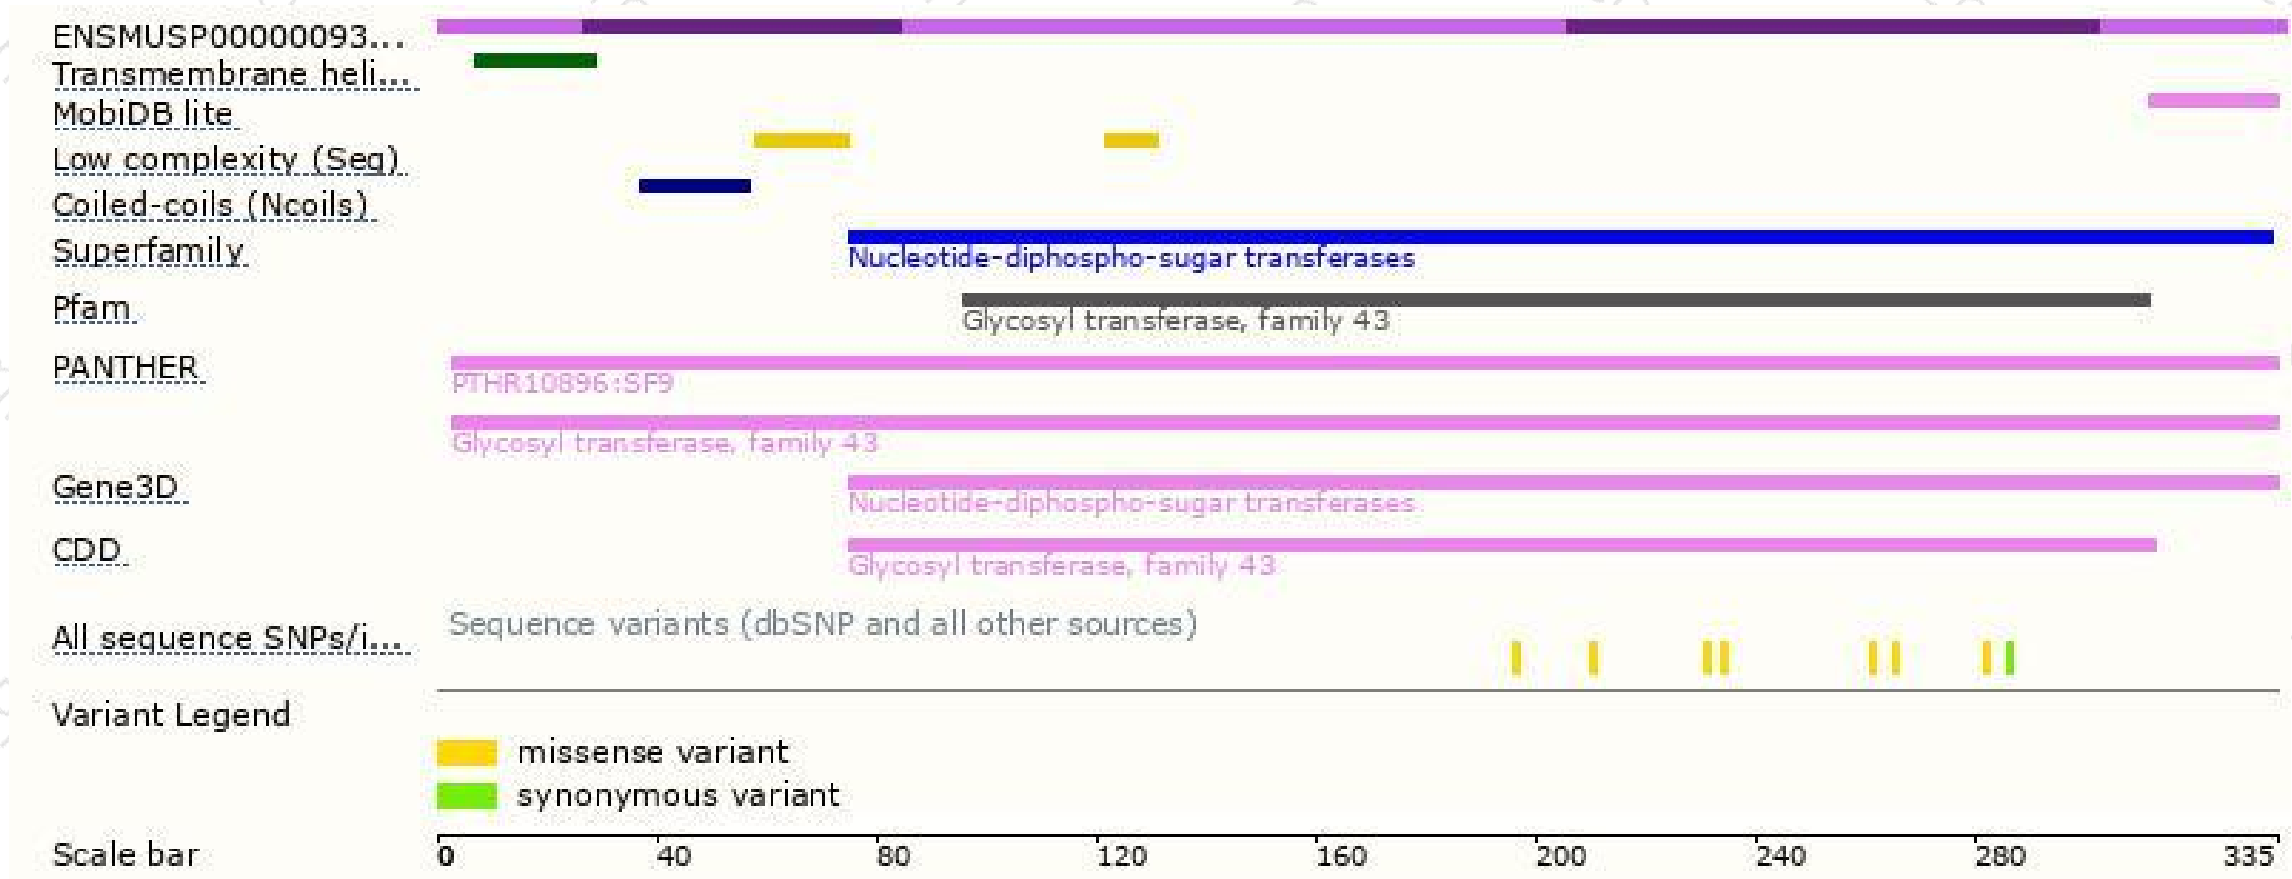 ENSMUSP00000093...
Transmembrane heli...
MobiDB lite
Low complexity (Seg)
Coiled-coils (Ncoils)
Superfamily
Nucleotide-diphospho-sugar transferases
Pfam
Glycosyl transferase, family 43
PANTHER
PTHR10896:SF9
Glycosyl transferase, family 43
Gene3D
Nucleotide-diphospho-sugar transferases
CDD
Glycosyl transferase, family 43
All sequence SNPs/i...
Sequence variants (dbSNP and all other sources)
Variant Legend
missense variant
synonymous variant
Scale bar
0 40 80 120 160 200 240 280 335